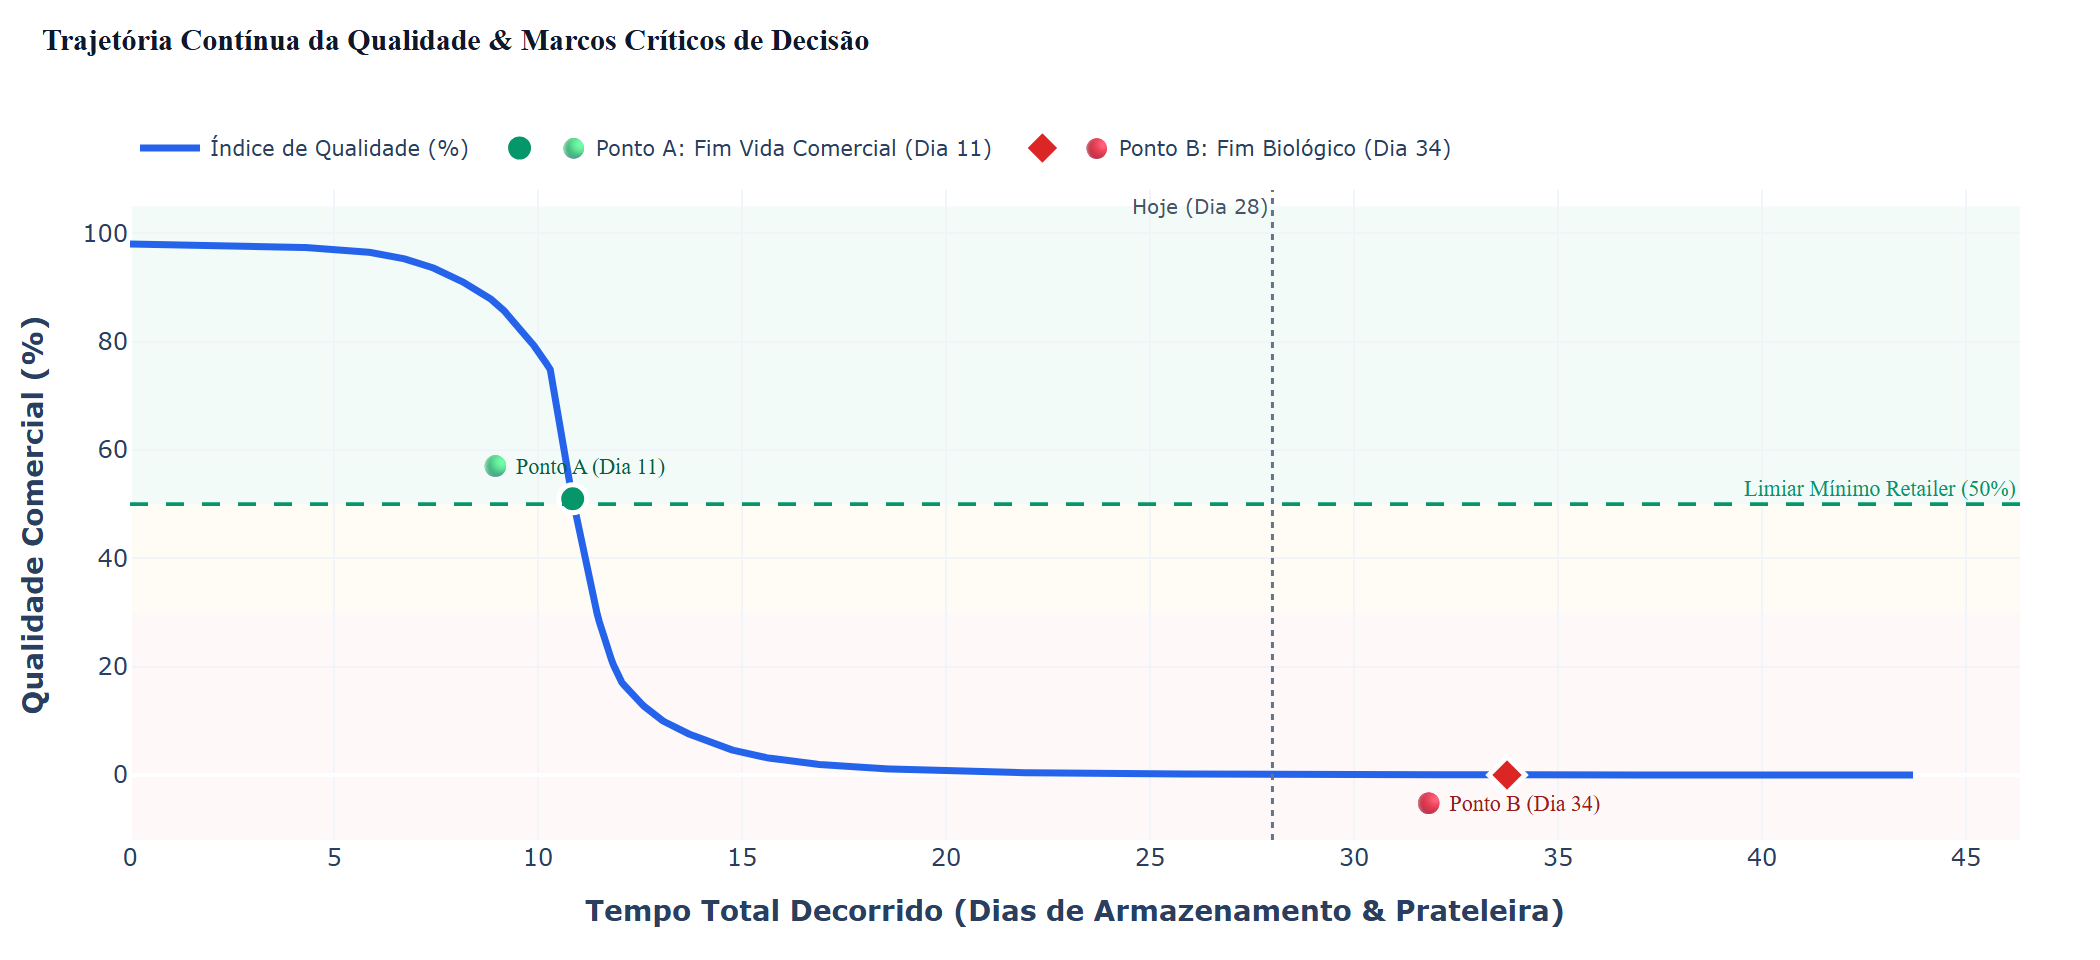 Trajetória Contínua da Qualidade & Marcos Críticos de Decisão
Índice de Qualidade (%)
Ponto A: Fim Vida Comercial (Dia 11)
Ponto B: Fim Biológico (Dia 34)
Hoje (Dia 28)
100
80
60
40
20
0
Qualidade Comercial (%)
Ponto A (Dia 11)
Limiar Mínimo Retailer (50%)
Ponto B (Dia 34)
0
5
10
15
20
25
30
35
40
45
Tempo Total Decorrido (Dias de Armazenamento & Prateleira)